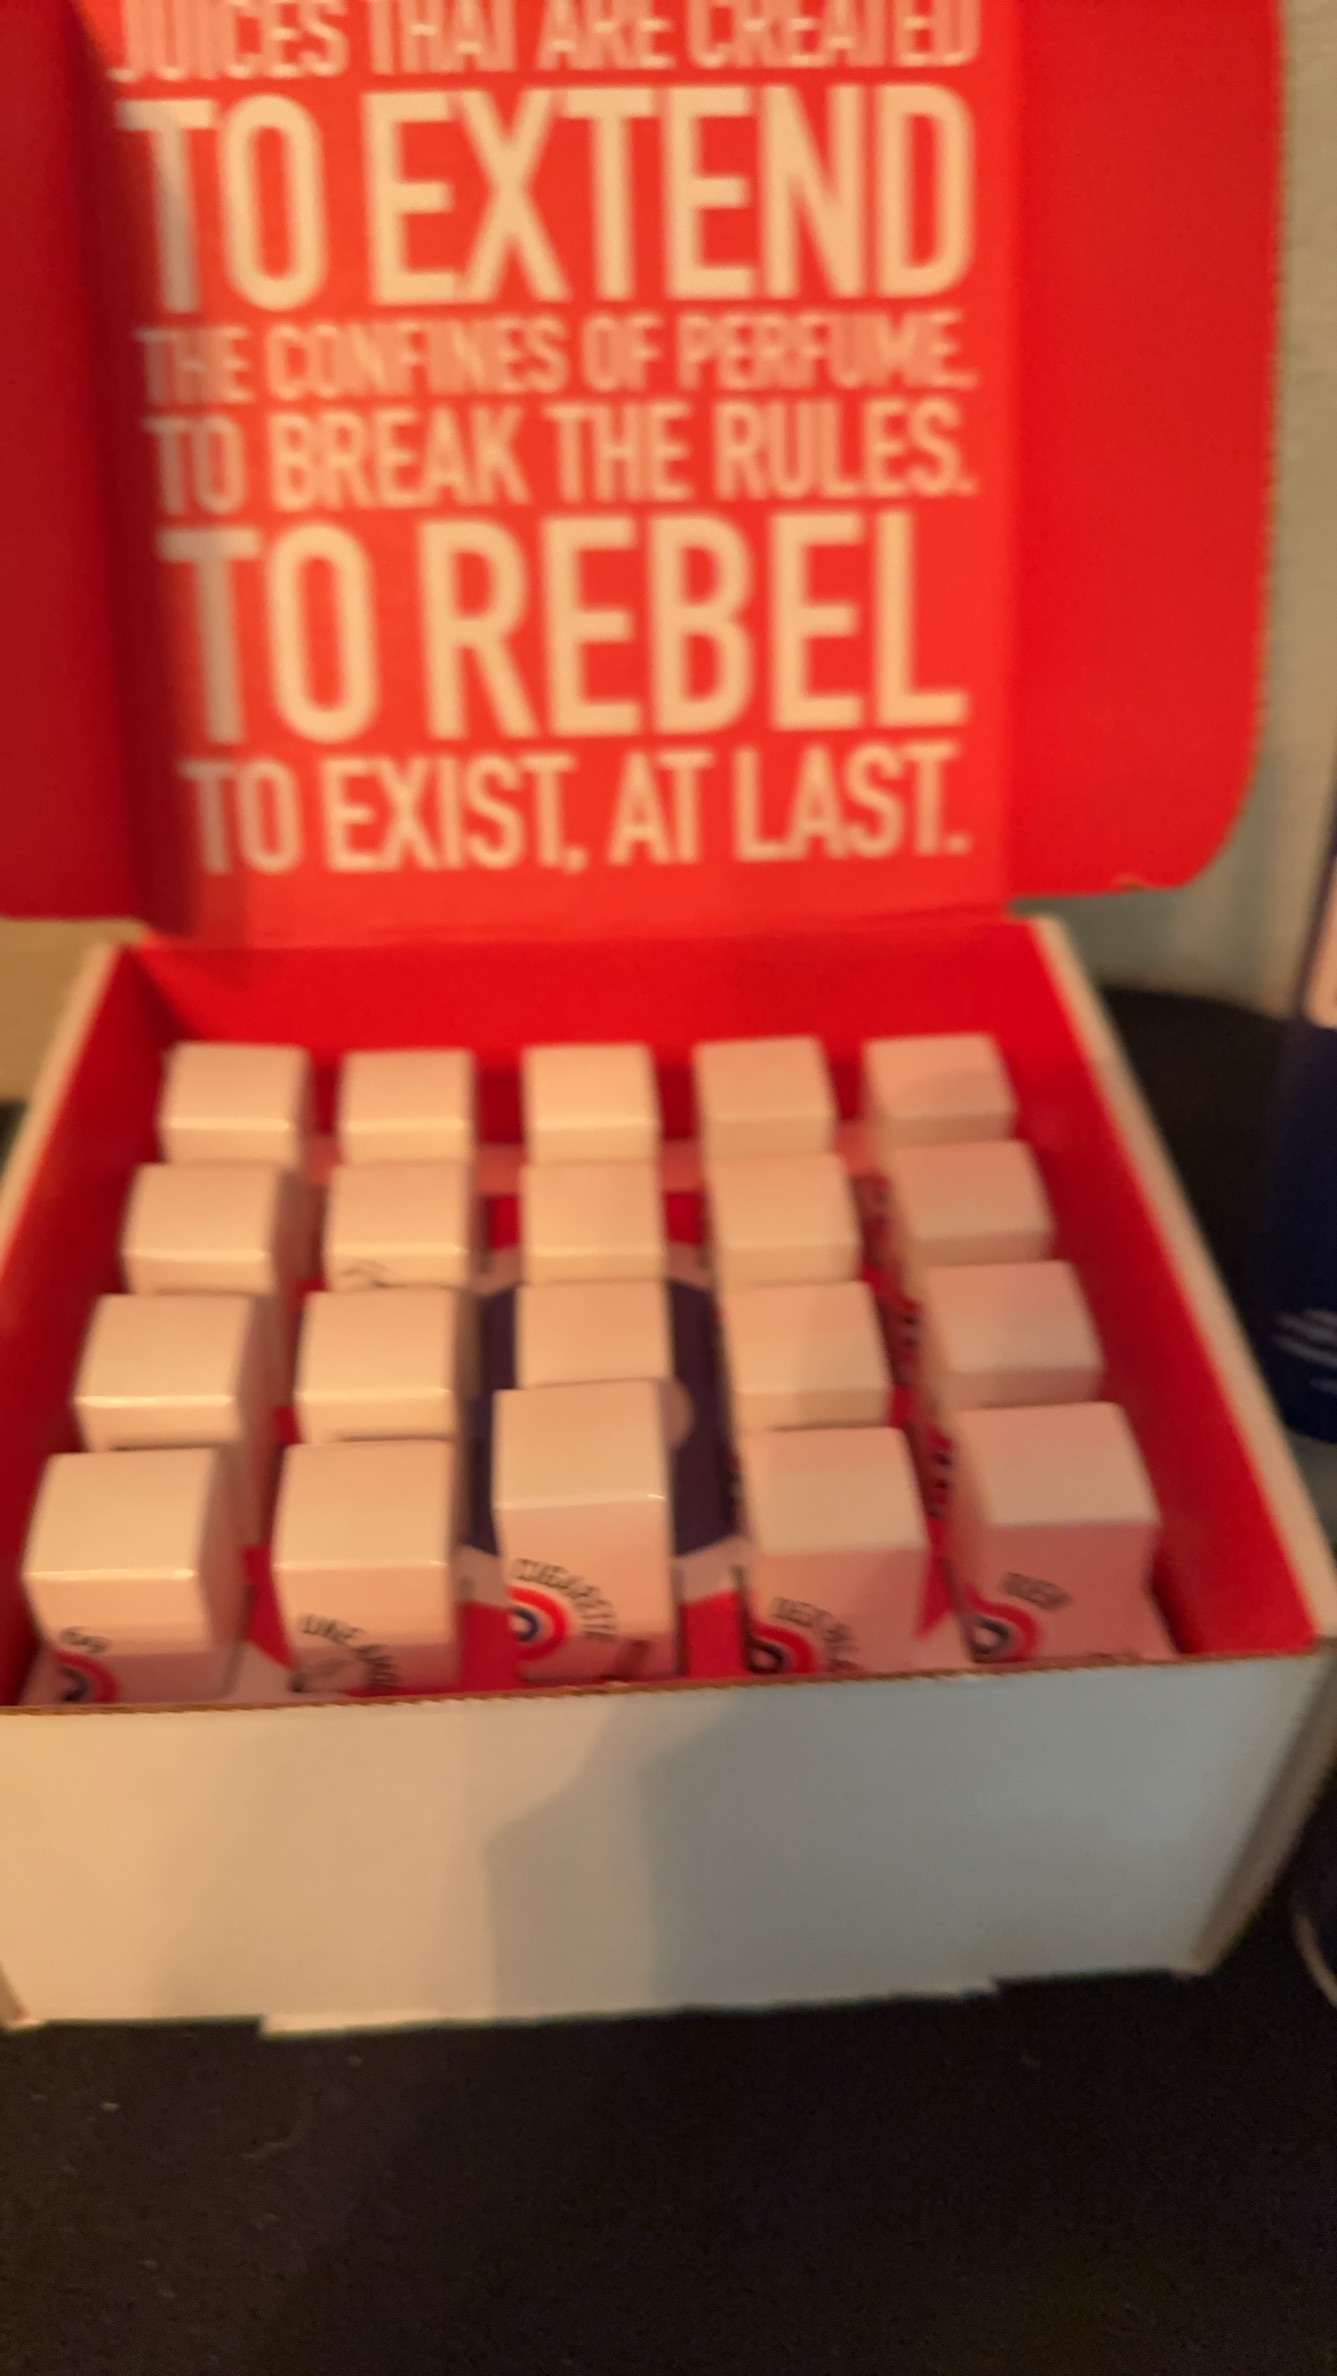 JUICES THAT ARE CREATED
TO EXTEND
THE CONFINES OF PERFUME.
TO BREAK THE RULES.
TO REBEL
TO EXIST, AT LAST.
CIGARETTE